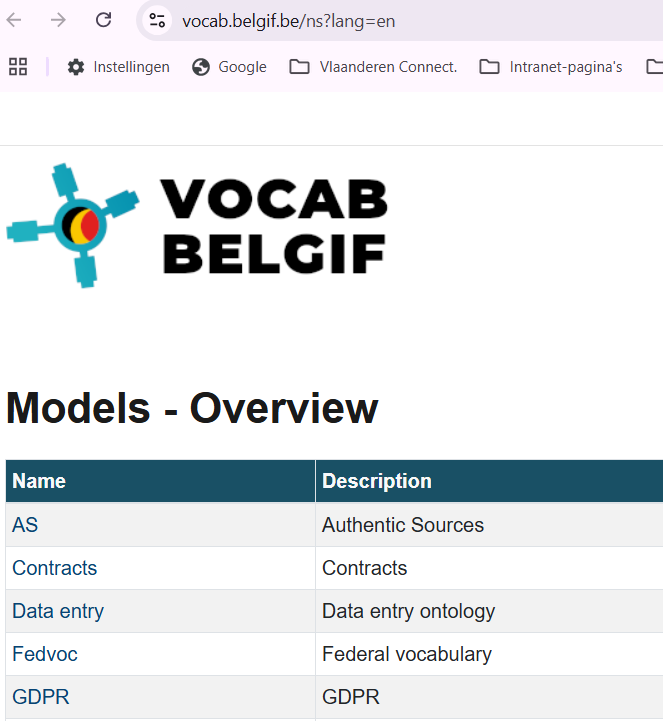 vocab.belgif.be/ns?lang=en
Instellingen Google Vlaanderen Connect. Intranet-pagina's
VOCAB
BELGIF
Models - Overview
Name Description
AS Authentic Sources
Contracts Contracts
Data entry Data entry ontology
Fedvoc Federal vocabulary
GDPR GDPR